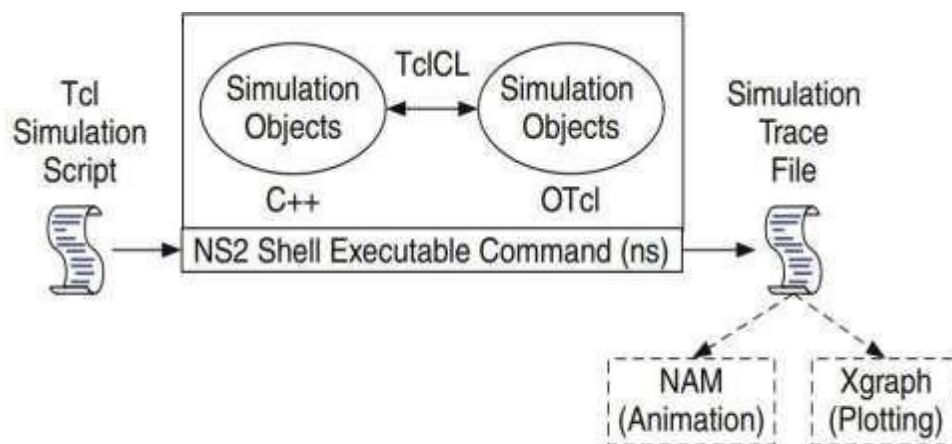 Tcl
Simulation
Script
TclCL
Simulation
Objects
Simulation
Objects
C++
OTcl
NS2 Shell Executable Command (ns)
Simulation
Trace
File
NAM
(Animation)
Xgraph
(Plotting)